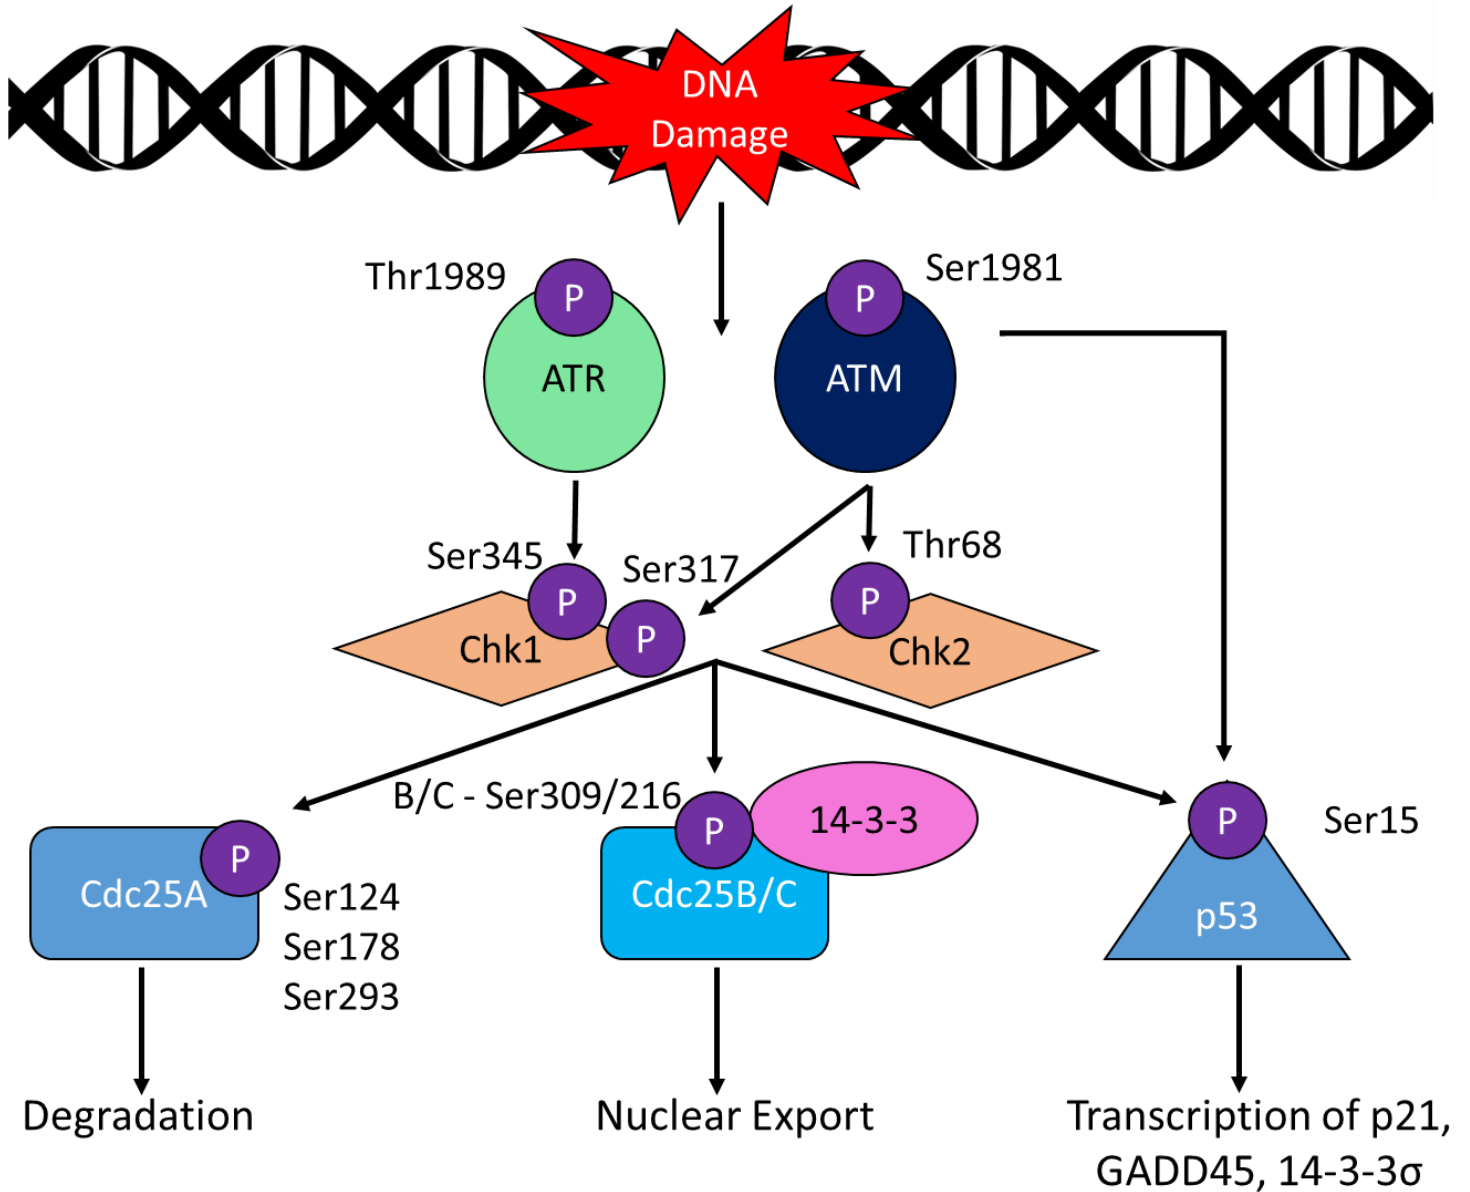 DNA
Damage
Thr1989
P
P
Ser1981
ATR
ATM
Ser345
Ser317
Thr68
P
P
P
Chk1
Chk2
B/C - Ser309/216
P
14-3-3
P
Ser15
P
Cdc25A
Cdc25B/C
p53
Ser124
Ser178
Ser293
Degradation
Nuclear Export
Transcription of p21,
GADD45, 14-3-3σ